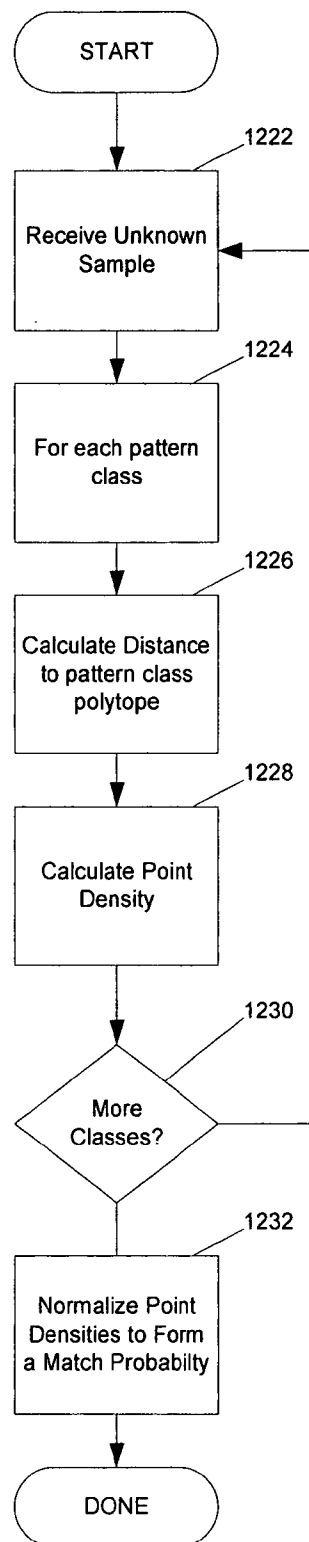 START
1222
Receive Unknown
Sample
1224
For each pattern
class
1226
Calculate Distance
to pattern class
polytope
1228
Calculate Point
Density
1230
More
Classes?
1232
Normalize Point
Densities to Form
a Match Probabilty
DONE